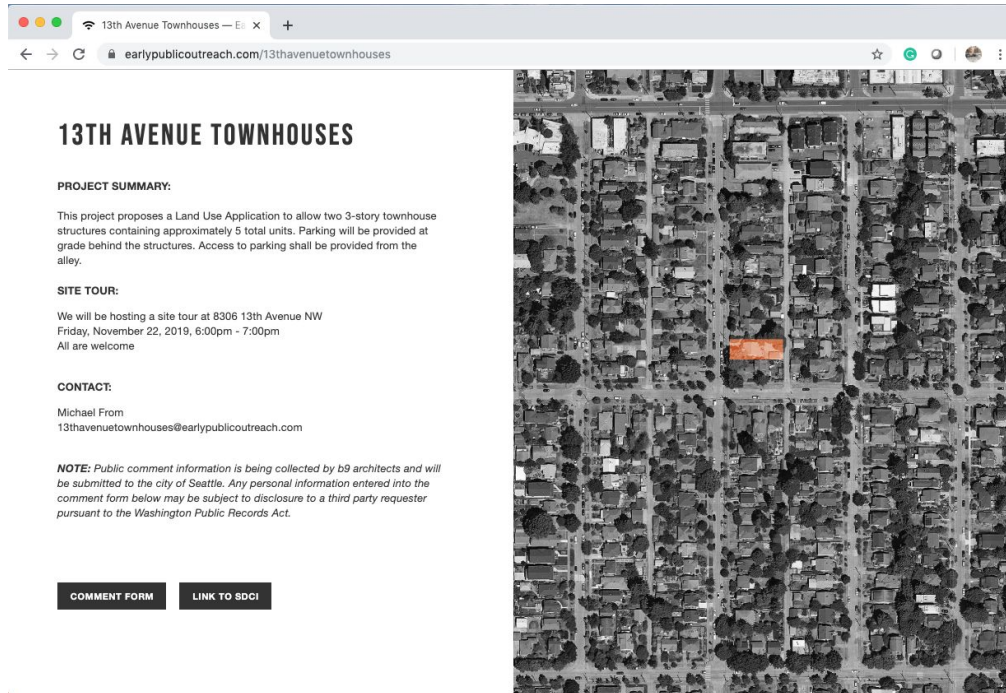 13th Avenue Townhouses — Ea
earlypublicoutreach.com/13thavenuetownhouses
13TH AVENUE TOWNHOUSES
PROJECT SUMMARY:
This project proposes a Land Use Application to allow two 3-story townhouse
structures containing approximately 5 total units. Parking will be provided at
grade behind the structures. Access to parking shall be provided from the
alley.
SITE TOUR:
We will be hosting a site tour at 8306 13th Avenue NW
Friday, November 22, 2019, 6:00pm - 7:00pm
All are welcome
CONTACT:
Michael From
13thavenuetownhouses@earlypublicoutreach.com
NOTE: Public comment information is being collected by b9 architects and will
be submitted to the city of Seattle. Any personal information entered into the
comment form below may be subject to disclosure to a third party requester
pursuant to the Washington Public Records Act.
COMMENT FORM LINK TO SDCI